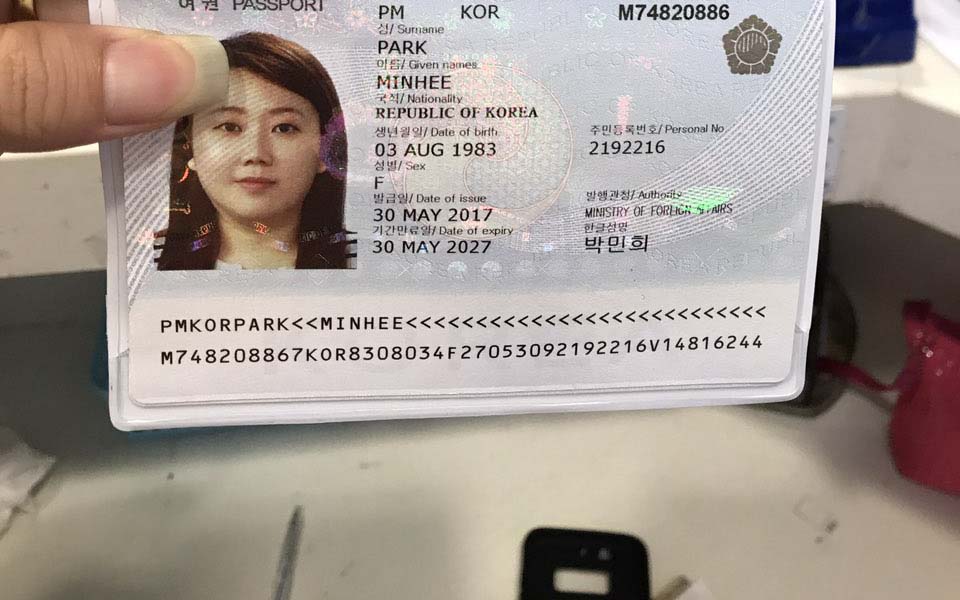 여권 PASSPORT
PM KOR M74820886
성/ Surname
PARK
이름/ Given names
MINHEE
국적/ Nationality
REPUBLIC OF KOREA
생년월일/ Date of birth 주민등록번호/ Personal No
03 AUG 1983 2192216
성별/ Sex
F
발급일/ Date of issue 발행관청/ Authority
30 MAY 2017 MINISTRY OF FOREIGN AFFAIRS
기간만료일/ Date of expiry 한글성명
30 MAY 2027 박민희
PMKORPARK<<MINHEE<<<<<<<<<<<<<<<<<<<<<<<<<<<
M748208867KOR8308034F27053092192216V14816244